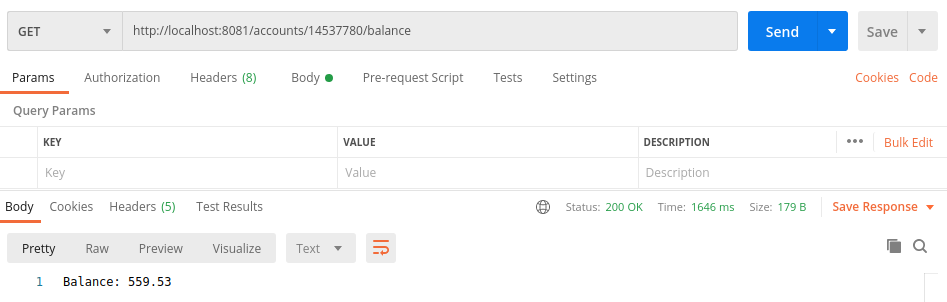 GET http://localhost:8081/accounts/14537780/balance Send Save
Params Authorization Headers (8) Body Pre-request Script Tests Settings Cookies Code
Query Params
KEY VALUE DESCRIPTION Bulk Edit
Key Value Description
Body Cookies Headers (5) Test Results Status: 200 OK Time: 1646 ms Size: 179 B Save Response
Pretty Raw Preview Visualize Text
1 Balance: 559.53